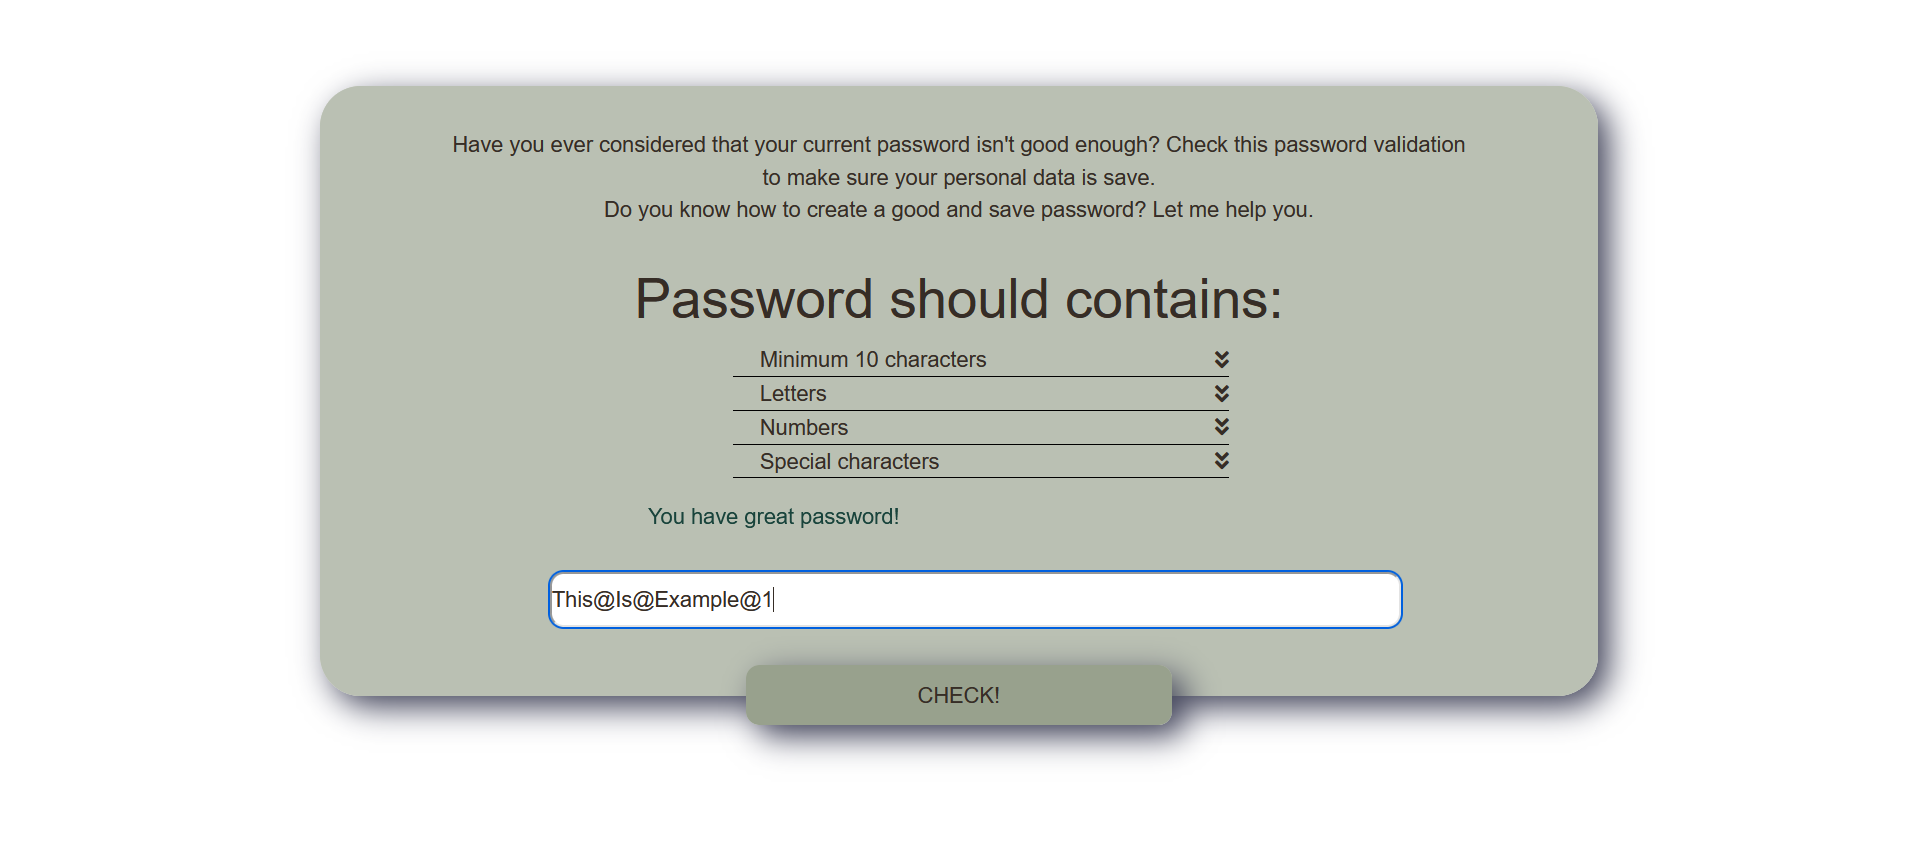 Have you ever considered that your current password isn't good enough? Check this password validation
to make sure your personal data is save.
Do you know how to create a good and save password? Let me help you.
Password should contains:
Minimum 10 characters
Letters
Numbers
Special characters
You have great password!
This@Is@Example@1
CHECK!